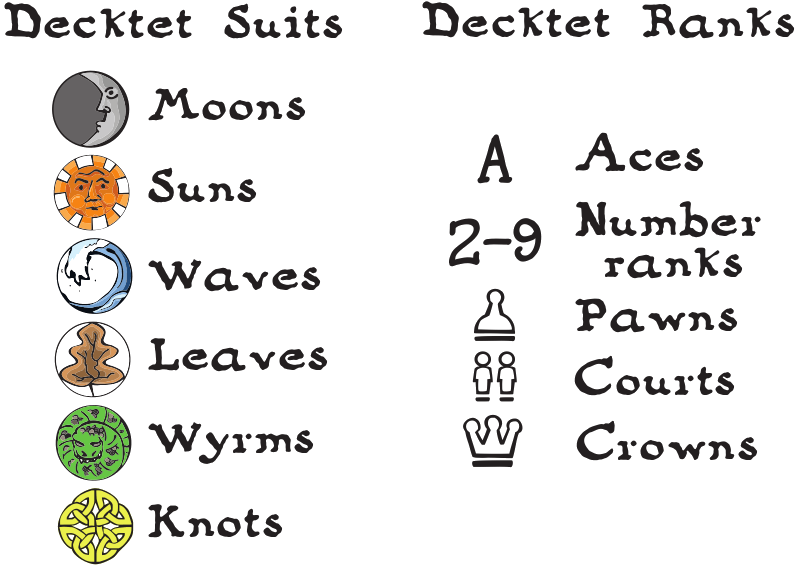 Decktet Suits
Moons
Suns
Waves
Leaves
Wyrms
Knots
Decktet Ranks
A Aces
2-9 Number
ranks
Pawns
Courts
Crowns